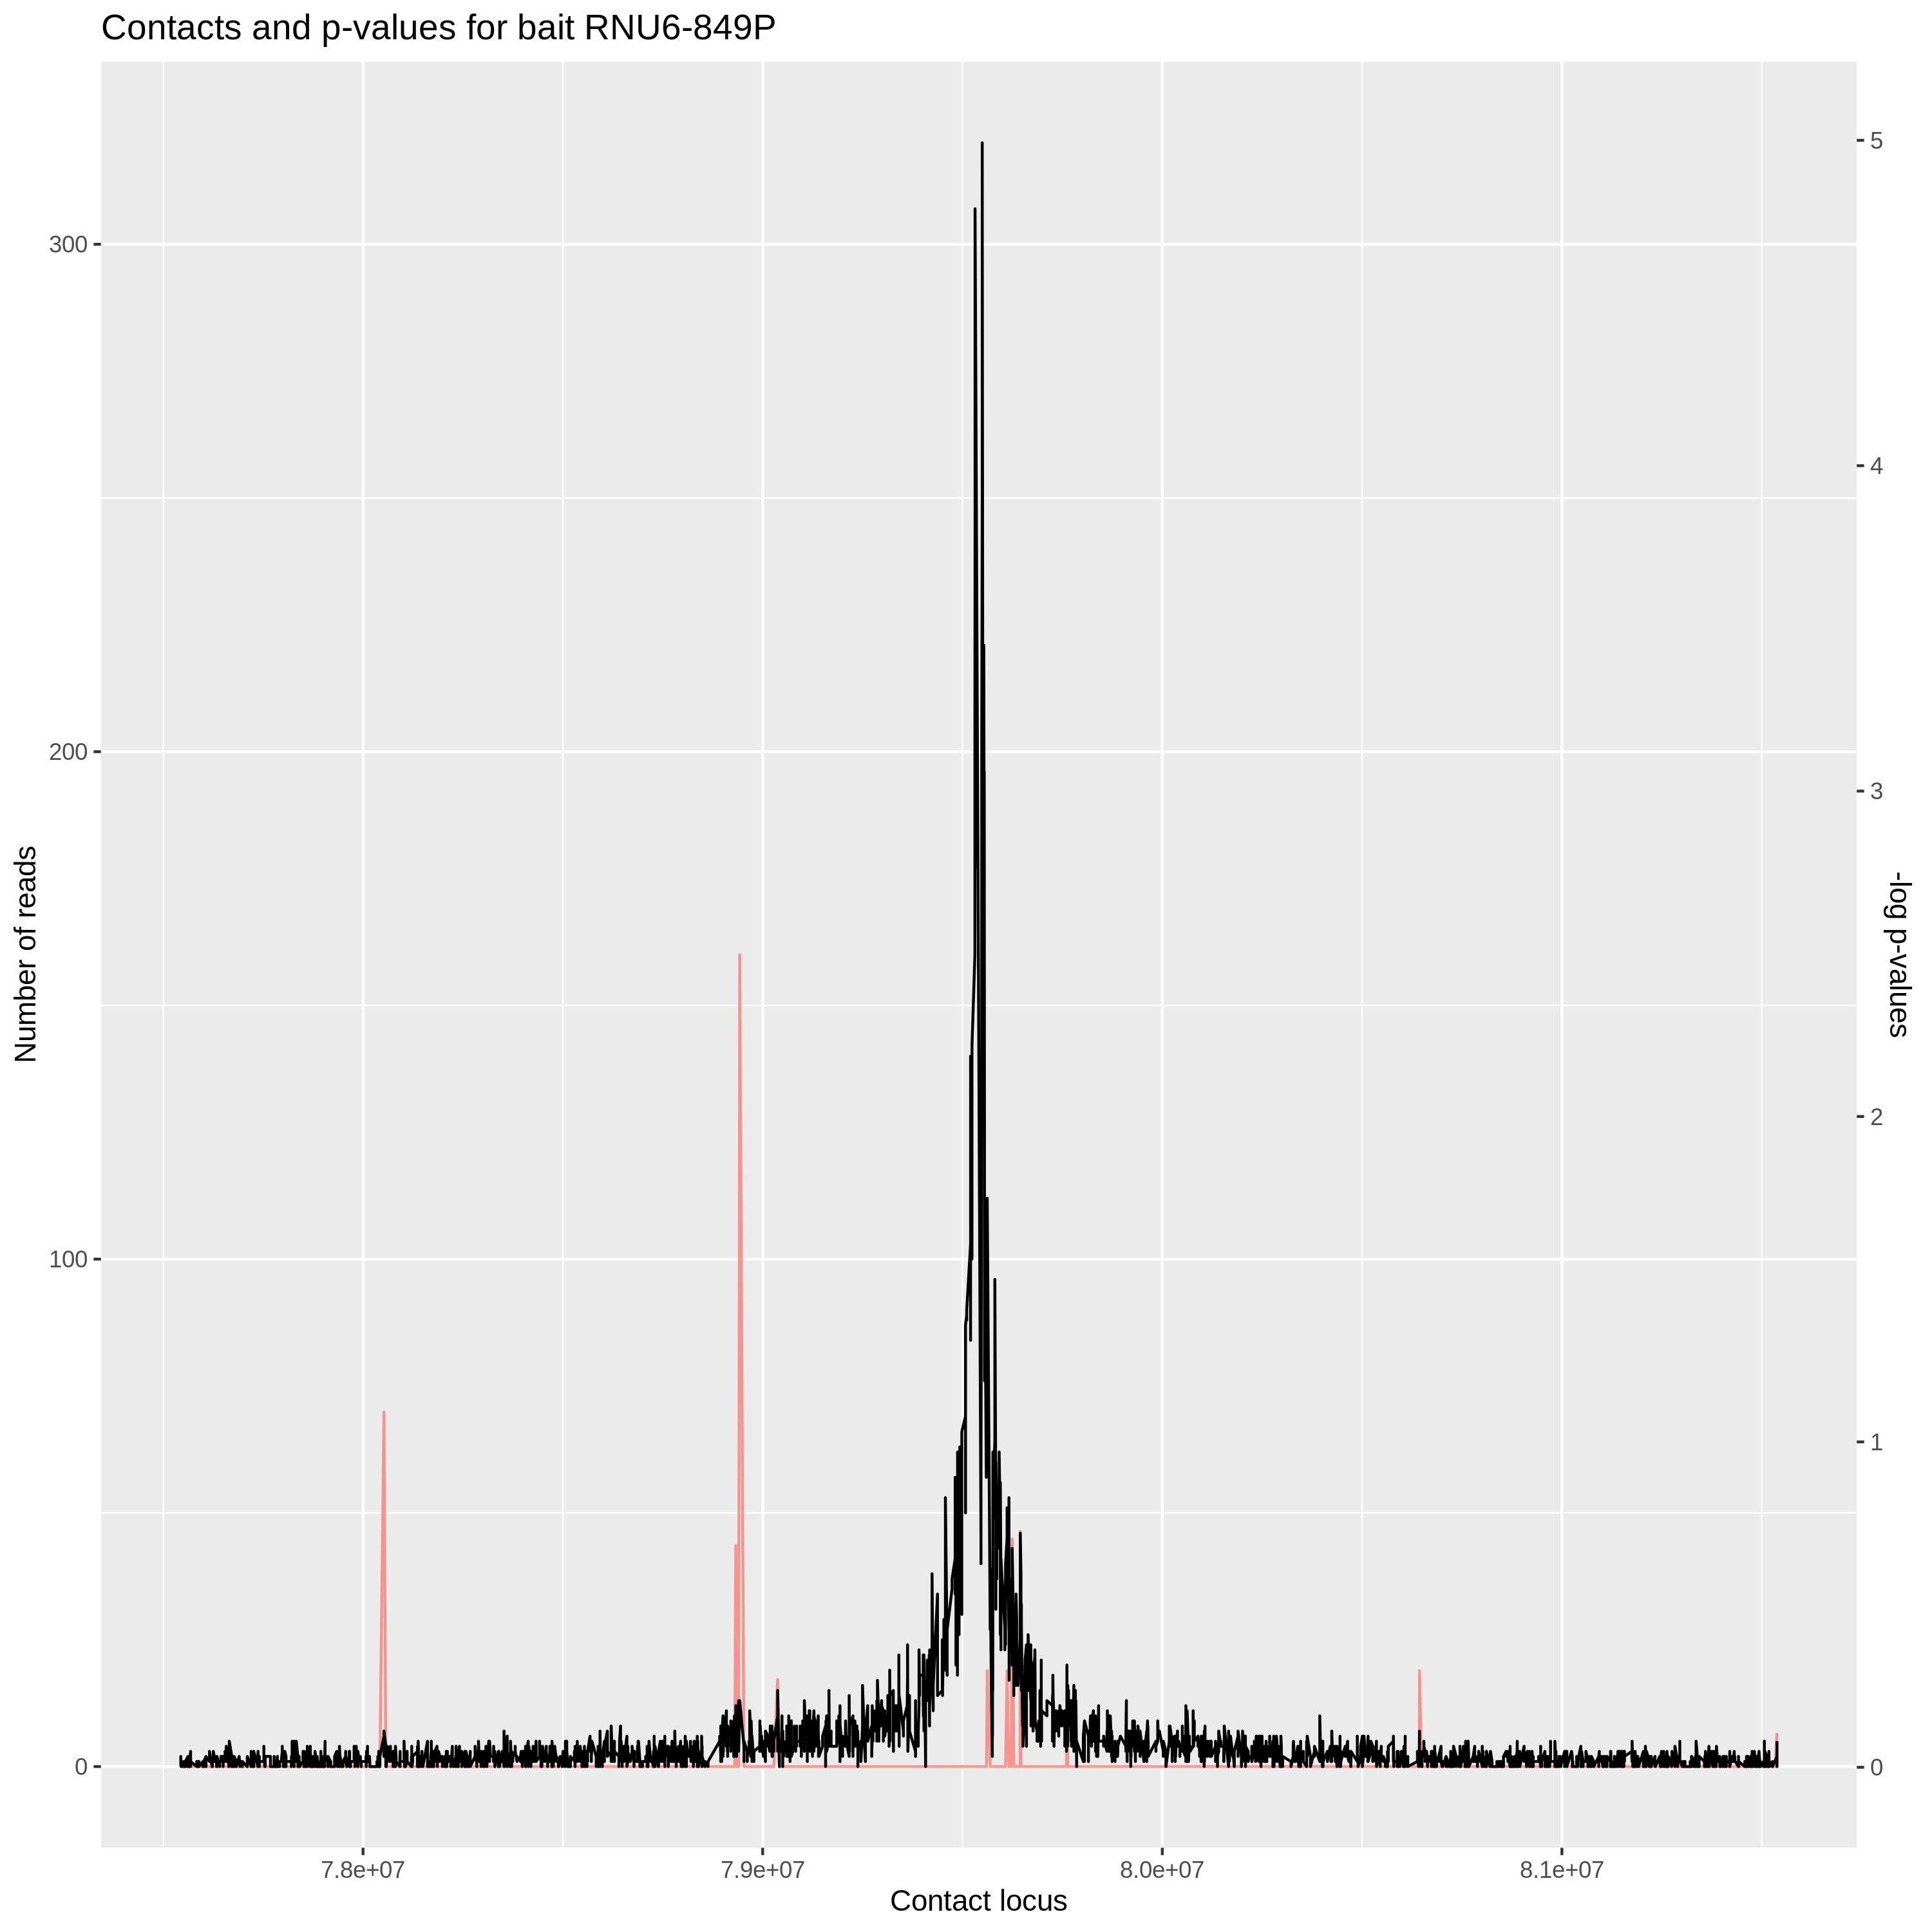 Contacts and p-values for bait RNU6-849P
Number of reads
300
200
100
0
5
4
3
2
1
0
-log p-values
7.8e+07
7.9e+07
8.0e+07
8.1e+07
Contact locus